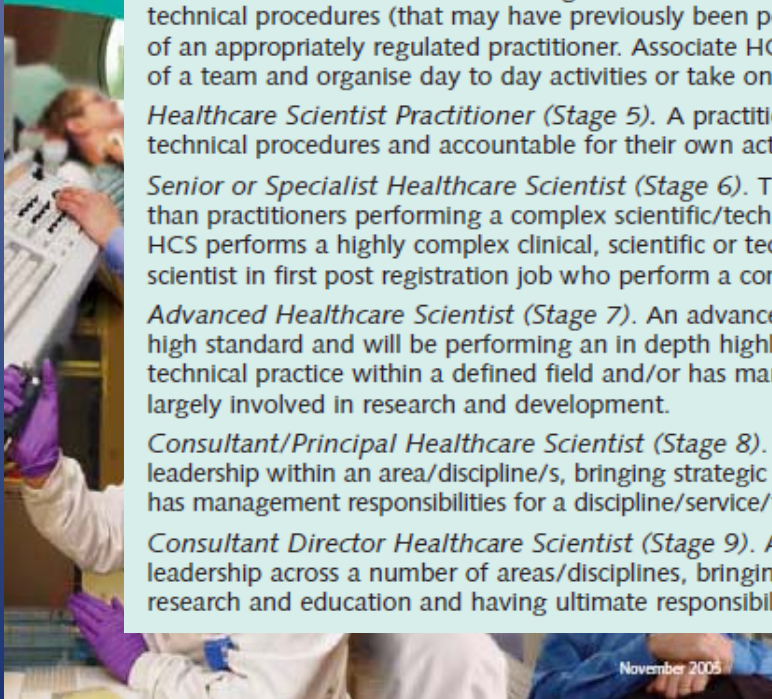 technical procedures (that may have previously been p
of an appropriately regulated practitioner. Associate HC
of a team and organise day to day activities or take on
Healthcare Scientist Practitioner (Stage 5). A practitio
technical procedures and accountable for their own act
Senior or Specialist Healthcare Scientist (Stage 6). T
than practitioners performing a complex scientific/tech
HCS performs a highly complex clinical, scientific or tec
scientist in first post registration job who perform a con
Advanced Healthcare Scientist (Stage 7). An advance
high standard and will be performing an in depth highl
technical practice within a defined field and/or has man
largely involved in research and development.
Consultant/Principal Healthcare Scientist (Stage 8).
leadership within an area/discipline/s, bringing strategic
has management responsibilities for a discipline/service/
Consultant Director Healthcare Scientist (Stage 9). A
leadership across a number of areas/disciplines, bringin
research and education and having ultimate responsibil
November 2005